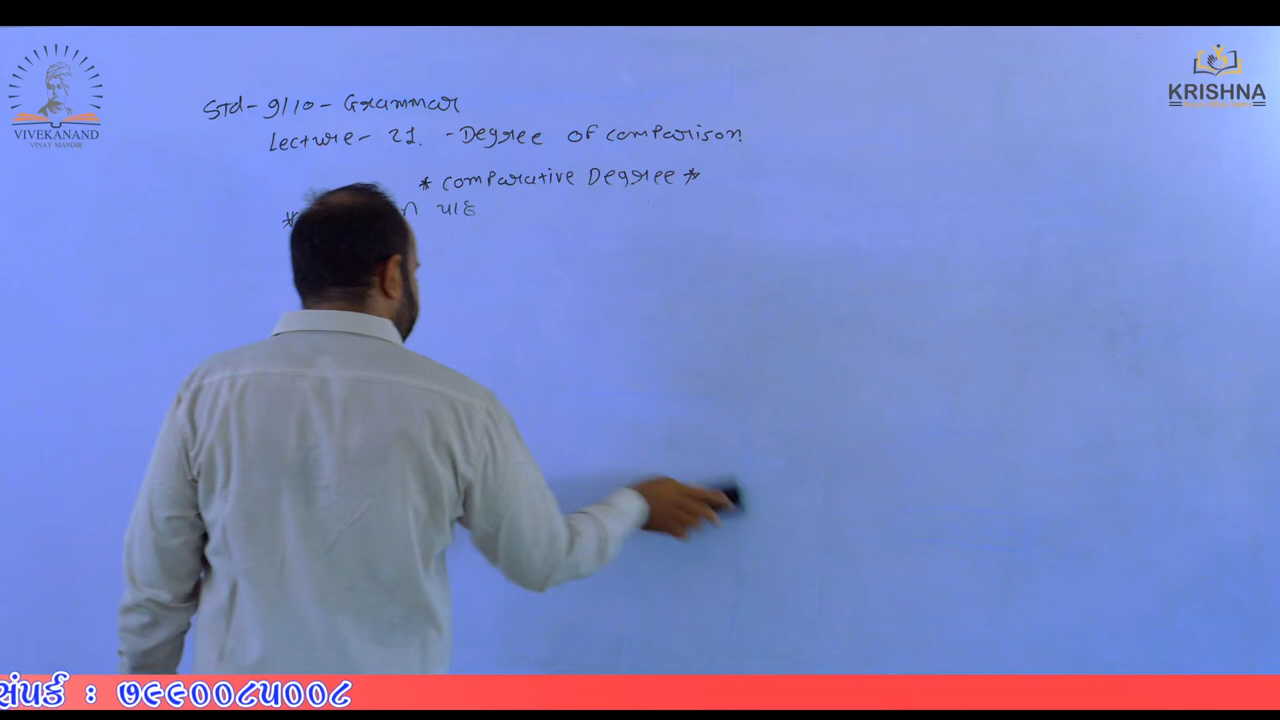 VIVEKANAND
VINAY MANDIR
KRISHNA
Std- 9/10 - Grammar
Lecture- 21. - Degree of comparison
* Comparative Degree *
*
સંપર્ક : ૭૯૯૦૦૮૫૦૦૮